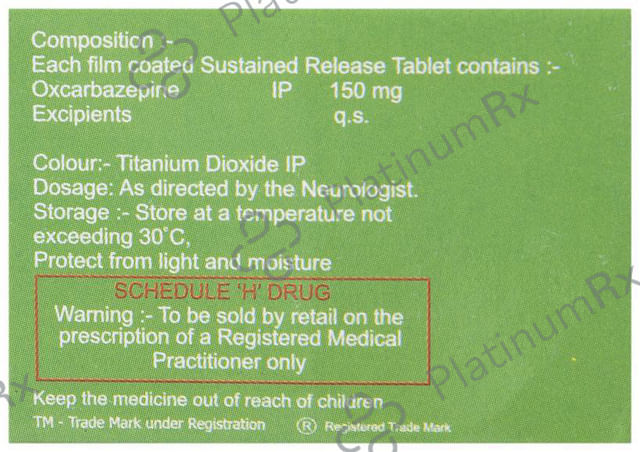 Composition :-
Each film coated Sustained Release Tablet contains :-
Oxcarbazepine IP 150 mg
Excipients q.s.
Colour:- Titanium Dioxide IP
Dosage: As directed by the Neurologist.
Storage :- Store at a temperature not
exceeding 30°C,
Protect from light and moisture
SCHEDULE 'H' DRUG
Warning :- To be sold by retail on the
prescription of a Registered Medical
Practitioner only
Keep the medicine out of reach of children
TM - Trade Mark under Registration ® Registered Trade Mark
PlatinumRx
PlatinumRx
Platin
Rx